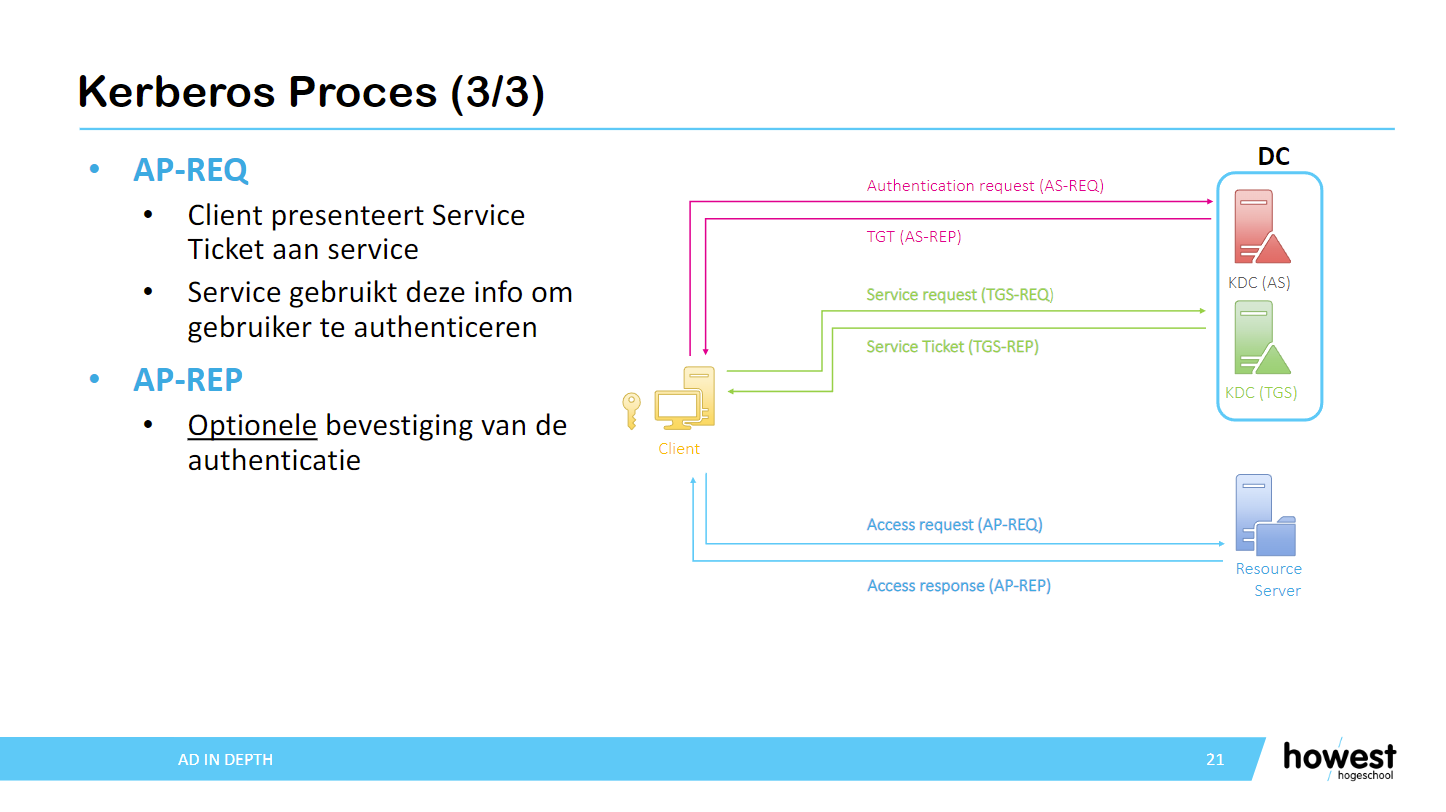 Kerberos Proces (3/3)
• AP-REQ
• Client presenteert Service
Ticket aan service
• Service gebruikt deze info om
gebruiker te authenticeren
• AP-REP
• Optionele bevestiging van de
authenticatie
DC
Authentication request (AS-REQ)
TGT (AS-REP)
KDC (AS)
Service request (TGS-REQ)
Service Ticket (TGS-REP)
KDC (TGS)
Client
Access request (AP-REQ)
Access response (AP-REP)
Resource
Server
AD IN DEPTH
21
howest
hogeschool